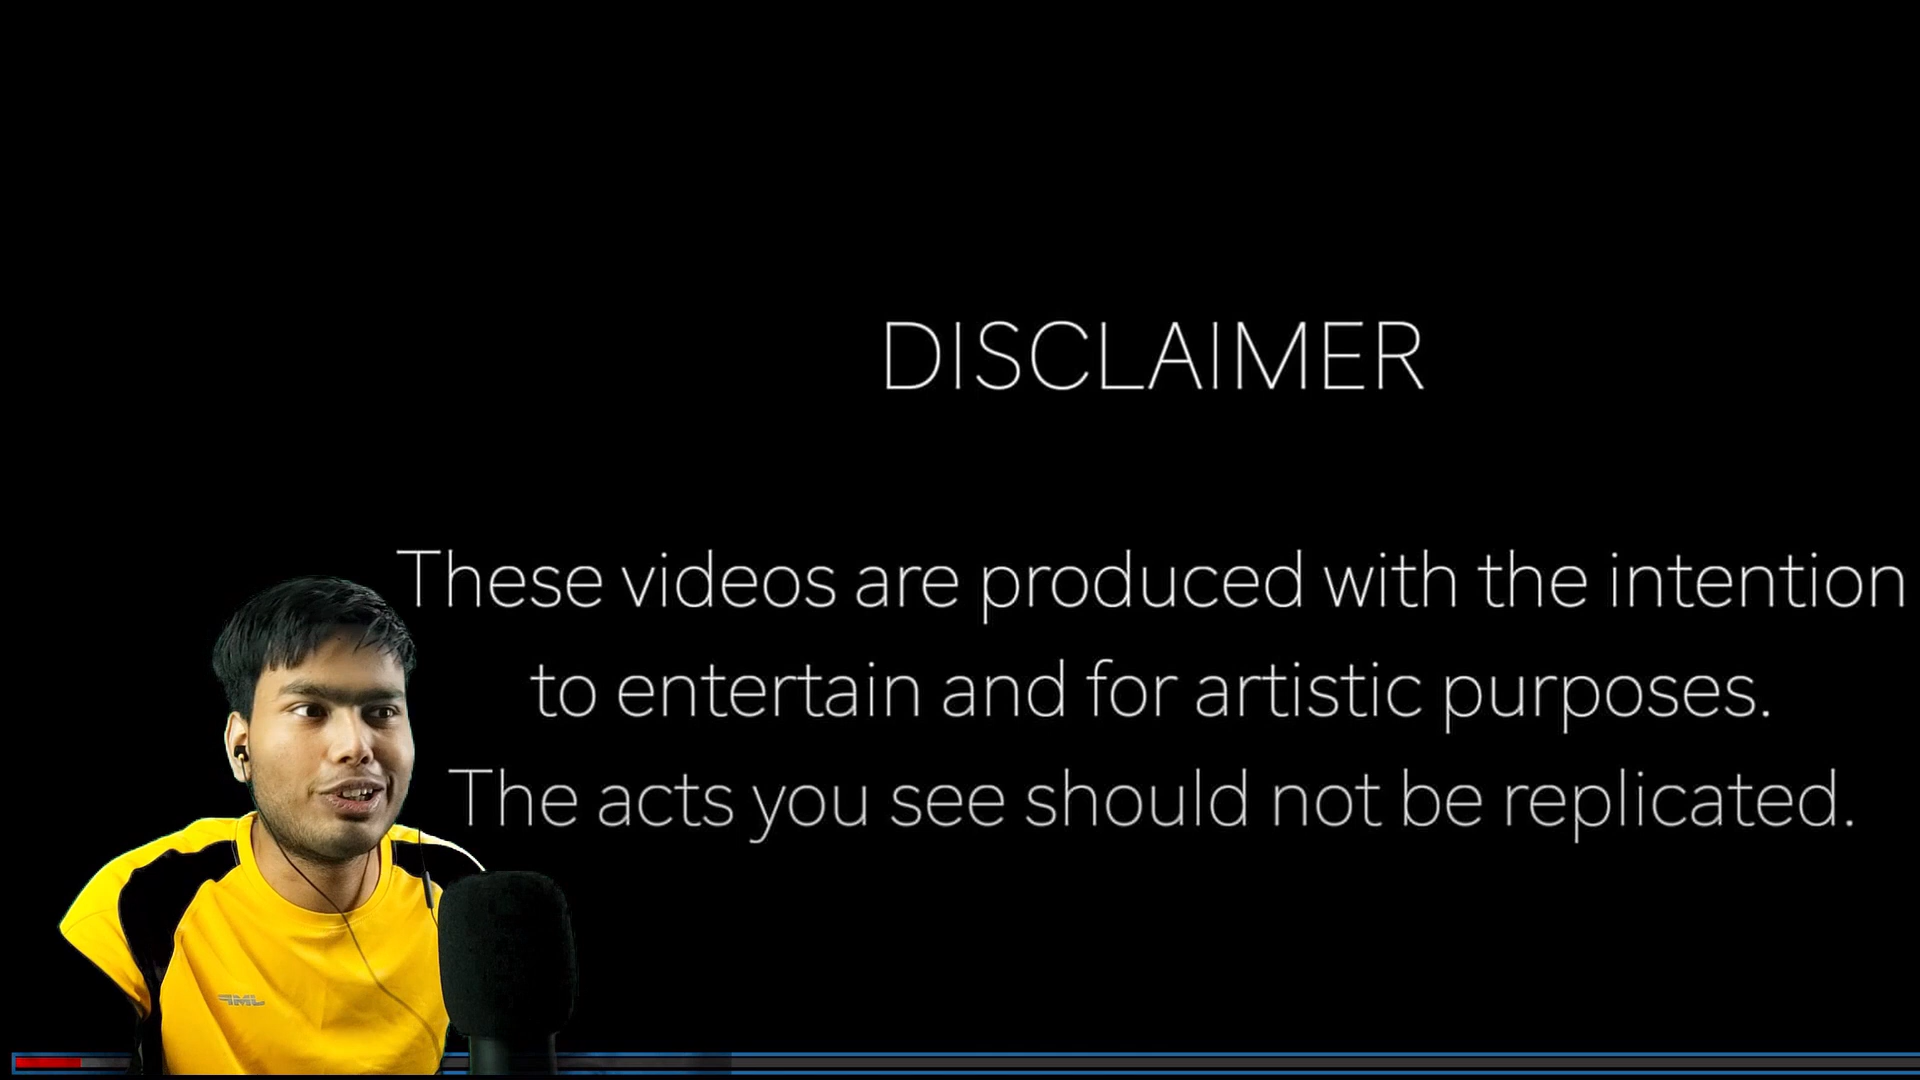 DISCLAIMER
These videos are produced with the intention
to entertain and for artistic purposes.
The acts you see should not be replicated.